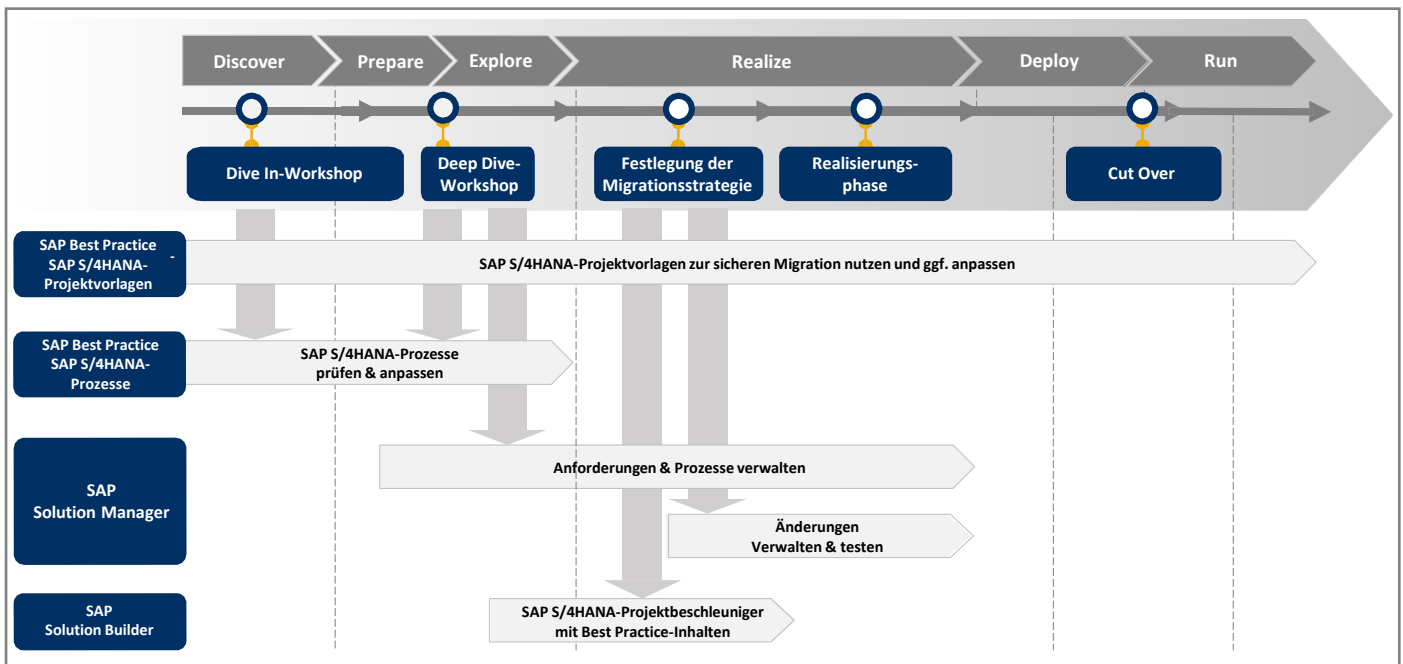 Discover
Prepare
Explore
Realize
Deploy
Run
Dive In-Workshop
Deep Dive-
Workshop
Festlegung der
Migrationsstrategie
Realisierungs-
phase
Cut Over
SAP Best Practice
SAP S/4HANA- -
Projektvorlagen
SAP S/4HANA-Projektvorlagen zur sicheren Migration nutzen und ggf. anpassen
SAP Best Practice
SAP S/4HANA-
Prozesse
SAP S/4HANA-Prozesse
prüfen & anpassen
SAP
Solution Manager
Anforderungen & Prozesse verwalten
Änderungen
Verwalten & testen
SAP
Solution Builder
SAP S/4HANA-Projektbeschleuniger
mit Best Practice-Inhalten